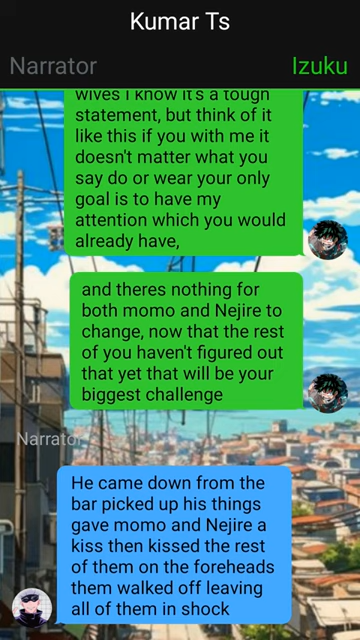 Kumar Ts
Narrator
Izuku
wives I know it's a tough
statement, but think of it
like this if you with me it
doesn't matter what you
say do or wear your only
goal is to have my
attention which you would
already have,
and theres nothing for
both momo and Nejire to
change, now that the rest
of you haven't figured out
that yet that will be your
biggest challenge
Narrator
He came down from the
bar picked up his things
gave momo and Nejire a
kiss then kissed the rest
of them on the foreheads
them walked off leaving
all of them in shock